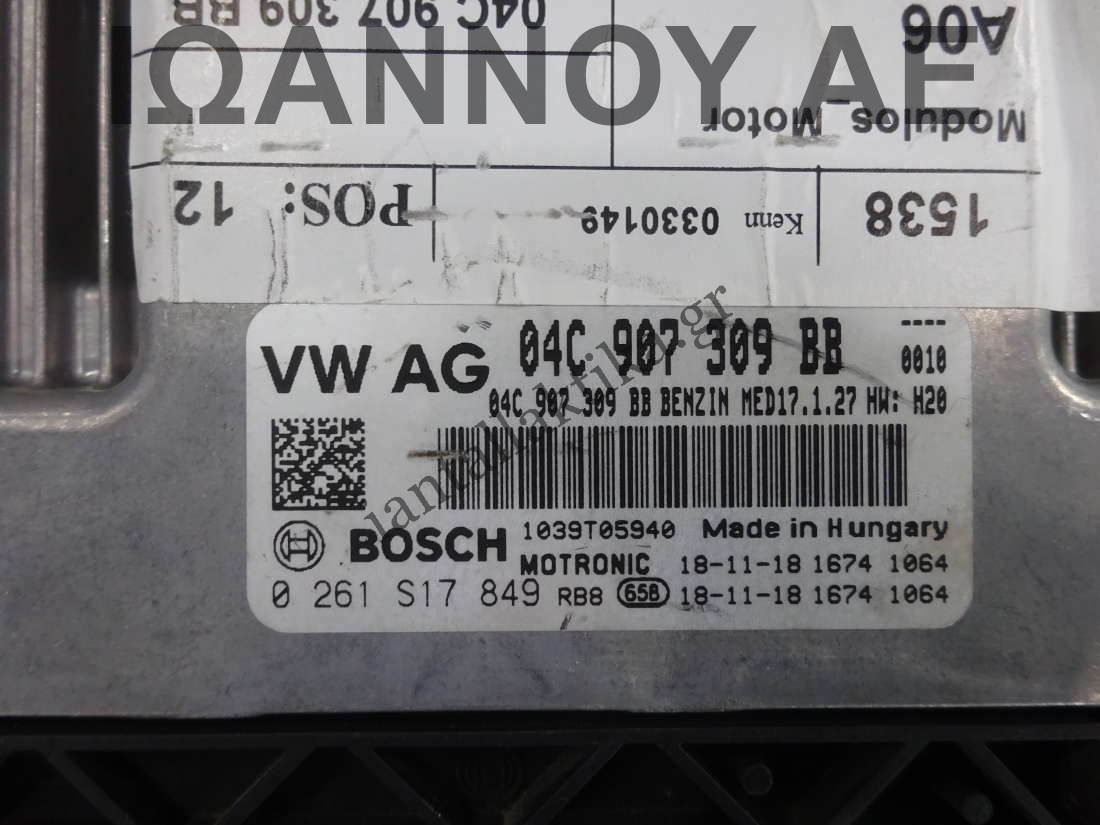 04C 907 309 BB
A06
Modulos_Motor
1538
Kenn 0330149
POS: 12
ΙΩΑΝΝΟΥ ΑΕ
VW AG 04C 907 309 BB ----
0010
04C 907 309 BB BENZIN MED17.1.27 HW: H20
iantallaktika.gr
BOSCH 1039T05940 Made in Hungary
MOTRONIC 18-11-18 1674 1064
0 261 S17 849 RB8 65B 18-11-18 1674 1064